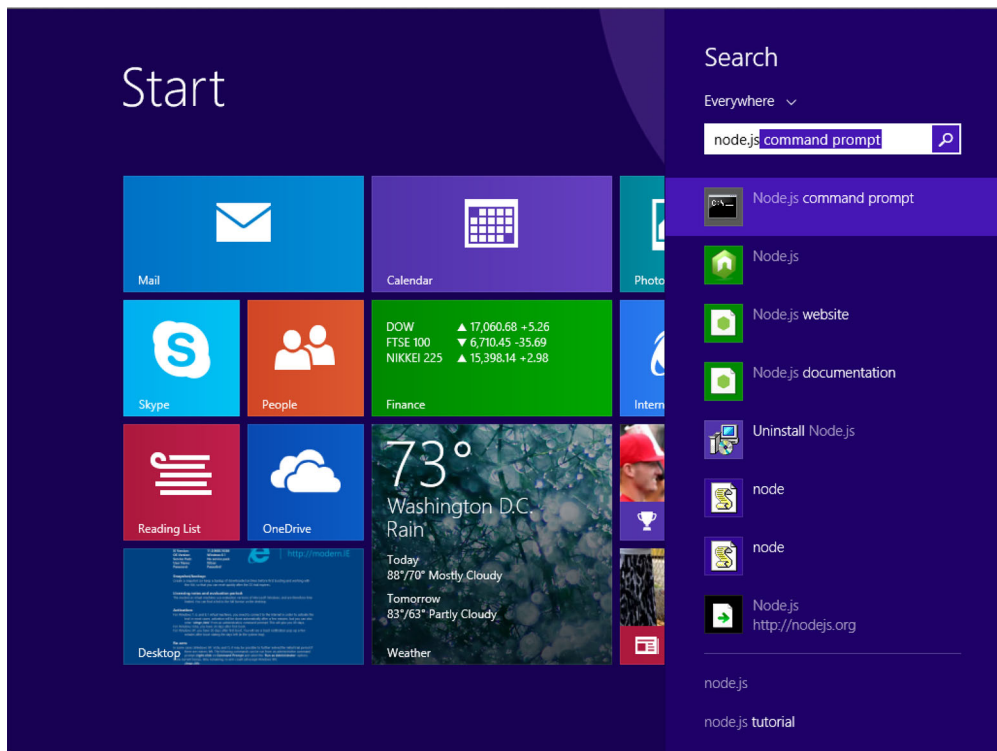 Start
Mail
Calendar
Photo
Skype
People
DOW ▲ 17,060.68 +5.26
FTSE 100 ▼ 6,710.45 -35.69
NIKKEI 225 ▲ 15,398.14 +2.98
Finance
Intern
Reading List
OneDrive
73°
Washington D.C.
Rain
Today
88°/70° Mostly Cloudy
Tomorrow
83°/63° Partly Cloudy
Weather
http://modern.IE
Desktop
Search
Everywhere
node.js command prompt
C:\_
Node.js command prompt
Node.js
Node.js website
Node.js documentation
Uninstall Node.js
node
node
Node.js
http://nodejs.org
node.js
node.js tutorial